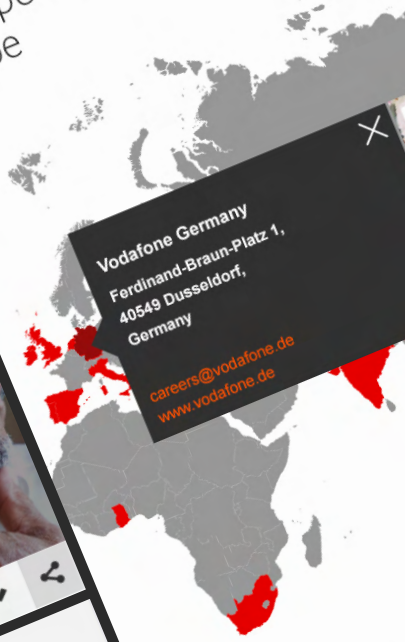 Vodafone Germany
Ferdinand-Braun-Platz 1,
40549 Dusseldorf,
Germany
careers@vodafone.de
www.vodafone.de